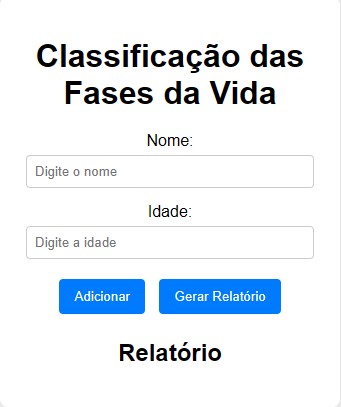 Classificação das
Fases da Vida
Nome:
Digite o nome
Idade:
Digite a idade
Adicionar
Gerar Relatório
Relatório